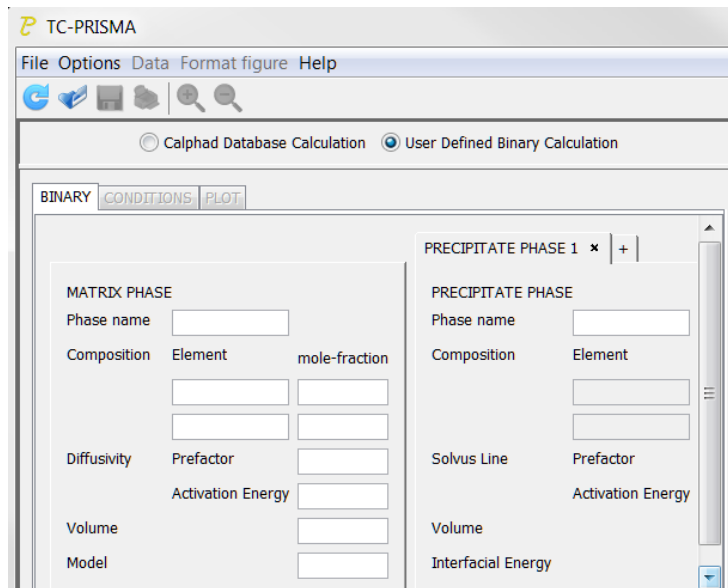 TC-PRISMA
File Options Data Format figure Help
Calphad Database Calculation User Defined Binary Calculation
BINARY CONDITIONS PLOT
MATRIX PHASE
Phase name
Composition Element mole-fraction
Diffusivity Prefactor
Activation Energy
Volume
Model
PRECIPITATE PHASE 1 × +
PRECIPITATE PHASE
Phase name
Composition Element
Solvus Line Prefactor
Activation Energy
Volume
Interfacial Energy